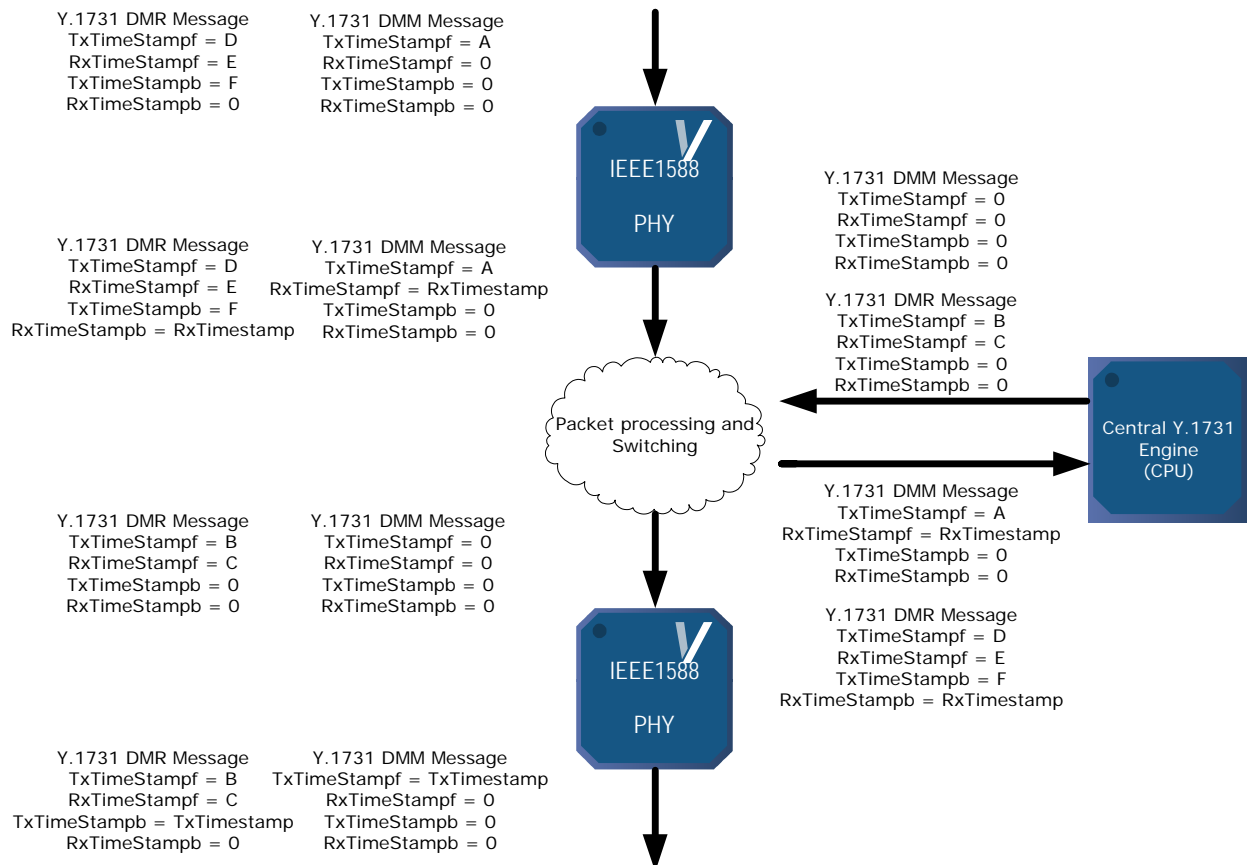 Y.1731 DMR Message
TxTimeStampf = D
RxTimeStampf = E
TxTimeStampb = F
RxTimeStampb = 0
Y.1731 DMM Message
TxTimeStampf = A
RxTimeStampf = 0
TxTimeStampb = 0
RxTimeStampb = 0
IEEE1588
PHY
Y.1731 DMR Message
TxTimeStampf = D
RxTimeStampf = E
TxTimeStampb = F
RxTimeStampb = RxTimestamp
Y.1731 DMM Message
TxTimeStampf = A
RxTimeStampf = RxTimestamp
TxTimeStampb = 0
RxTimeStampb = 0
Y.1731 DMM Message
TxTimeStampf = 0
RxTimeStampf = 0
TxTimeStampb = 0
RxTimeStampb = 0
Y.1731 DMR Message
TxTimeStampf = B
RxTimeStampf = C
TxTimeStampb = 0
RxTimeStampb = 0
Packet processing and
Switching
Central Y.1731
Engine
(CPU)
Y.1731 DMM Message
TxTimeStampf = A
RxTimeStampf = RxTimestamp
TxTimeStampb = 0
RxTimeStampb = 0
Y.1731 DMR Message
TxTimeStampf = D
RxTimeStampf = E
TxTimeStampb = F
RxTimeStampb = RxTimestamp
Y.1731 DMR Message
TxTimeStampf = B
RxTimeStampf = C
TxTimeStampb = 0
RxTimeStampb = 0
Y.1731 DMM Message
TxTimeStampf = 0
RxTimeStampf = 0
TxTimeStampb = 0
RxTimeStampb = 0
IEEE1588
PHY
Y.1731 DMR Message
TxTimeStampf = B
RxTimeStampf = C
TxTimeStampb = TxTimestamp
RxTimeStampb = 0
Y.1731 DMM Message
TxTimeStampf = TxTimestamp
RxTimeStampf = 0
TxTimeStampb = 0
RxTimeStampb = 0